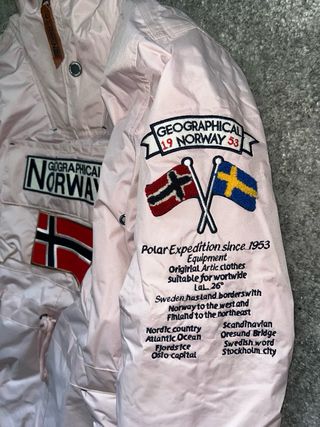 GEOGRAPHICAL
19 NORWAY 53
GEOGRAPHICAL
NORWAY
Polar Expedition since 1953
Equipment
Original Artic clothes
Suitable for wortwide
Lat. 26°
Sweden has land borders with
Norway to the west and
Finland to the northeast
Nordic country
Atlantic Ocean
Fjords ice
Oslo capital
Scandinavian
Oresund Bridge
Swedish word
Stockholm city